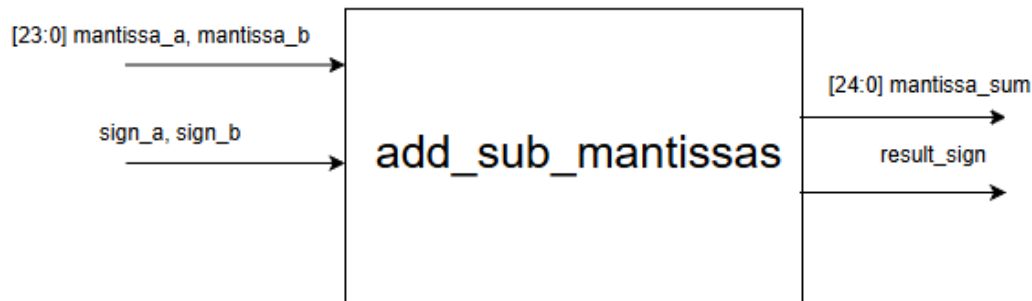 [23:0] mantissa_a, mantissa_b
sign_a, sign_b
add_sub_mantissas
[24:0] mantissa_sum
result_sign